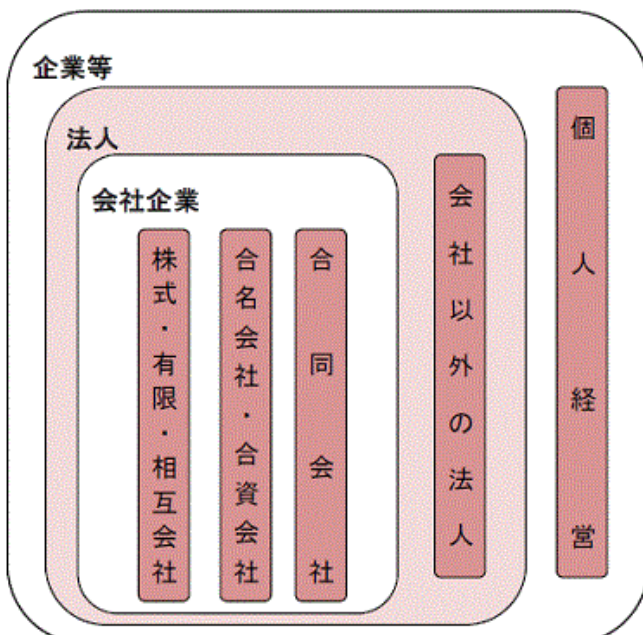 企業等
法人
会社企業
株式・有限・相互会社
合名会社・合資会社
合同会社
会社以外の法人
個人経営